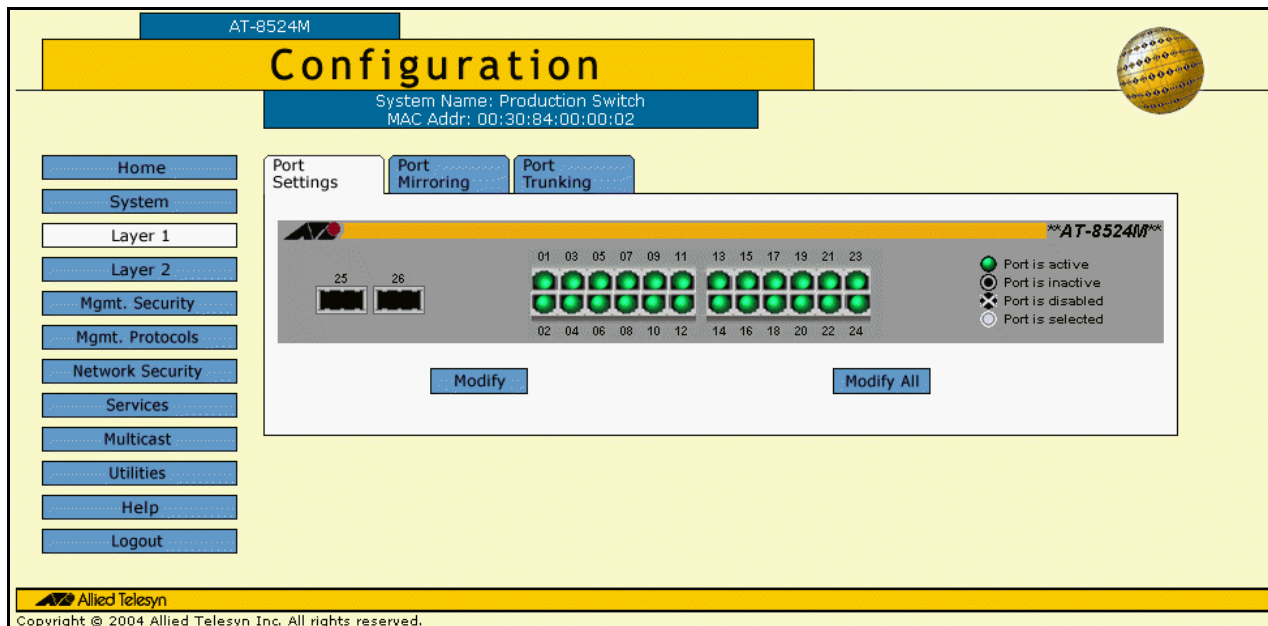 AT-8524M
Configuration
System Name: Production Switch
MAC Addr: 00:30:84:00:00:02
Home
System
Layer 1
Layer 2
Mgmt. Security
Mgmt. Protocols
Network Security
Services
Multicast
Utilities
Help
Logout
Port Settings
Port Mirroring
Port Trunking
**AT-8524M**
25 26
01 03 05 07 09 11 13 15 17 19 21 23
02 04 06 08 10 12 14 16 18 20 22 24
Port is active
Port is inactive
Port is disabled
Port is selected
Modify
Modify All
Allied Telesyn
Copyright © 2004 Allied Telesyn Inc. All rights reserved.